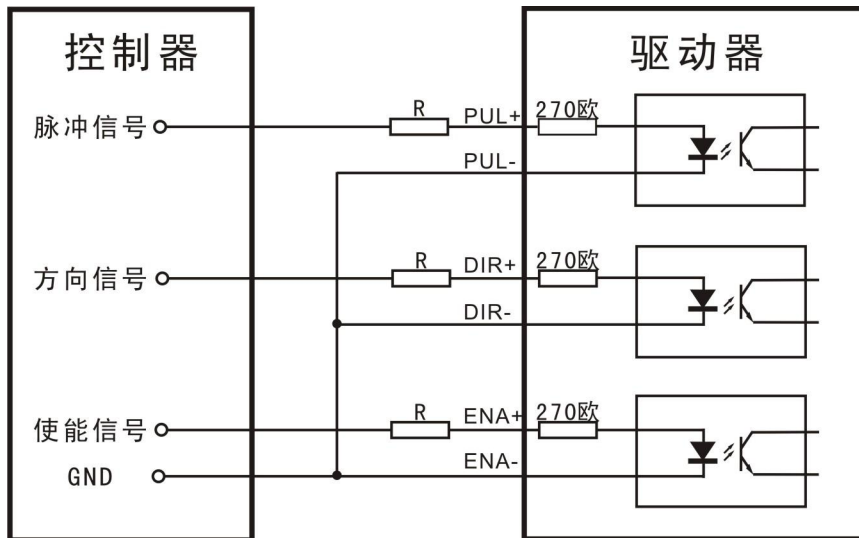 控制器
驱动器
脉冲信号
R
PUL+
270欧
PUL-
方向信号
R
DIR+
270欧
DIR-
使能信号
R
ENA+
270欧
GND
ENA-